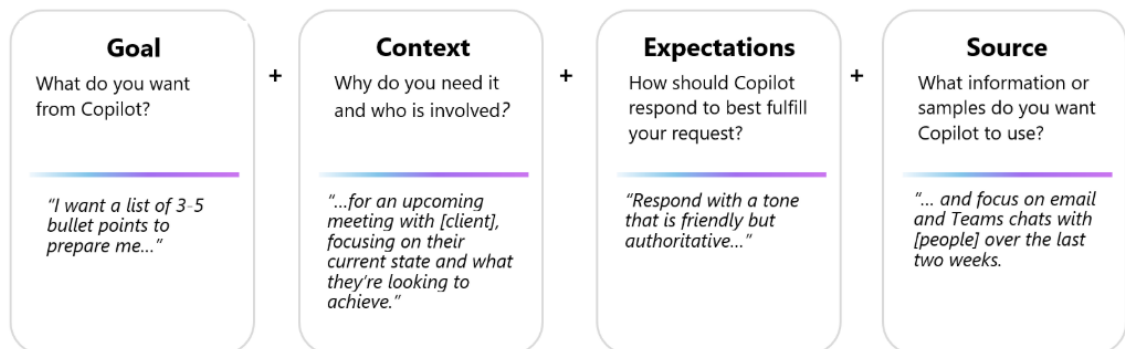 Goal
What do you want
from Copilot?
"I want a list of 3-5
bullet points to
prepare me..."
+
Context
Why do you need it
and who is involved?
"...for an upcoming
meeting with [client],
focusing on their
current state and what
they're looking to
achieve."
+
Expectations
How should Copilot
respond to best fulfill
your request?
"Respond with a tone
that is friendly but
authoritative..."
+
Source
What information or
samples do you want
Copilot to use?
"... and focus on email
and Teams chats with
[people] over the last
two weeks.